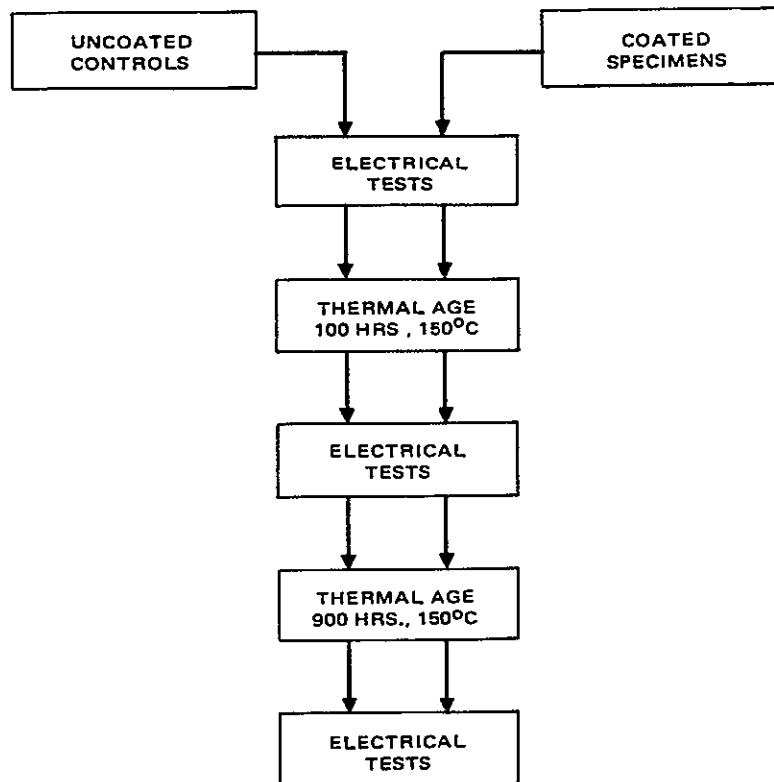 UNCOATED
CONTROLS
COATED
SPECIMENS
ELECTRICAL
TESTS
THERMAL AGE
100 HRS , 150°C
ELECTRICAL
TESTS
THERMAL AGE
900 HRS., 150°C
ELECTRICAL
TESTS